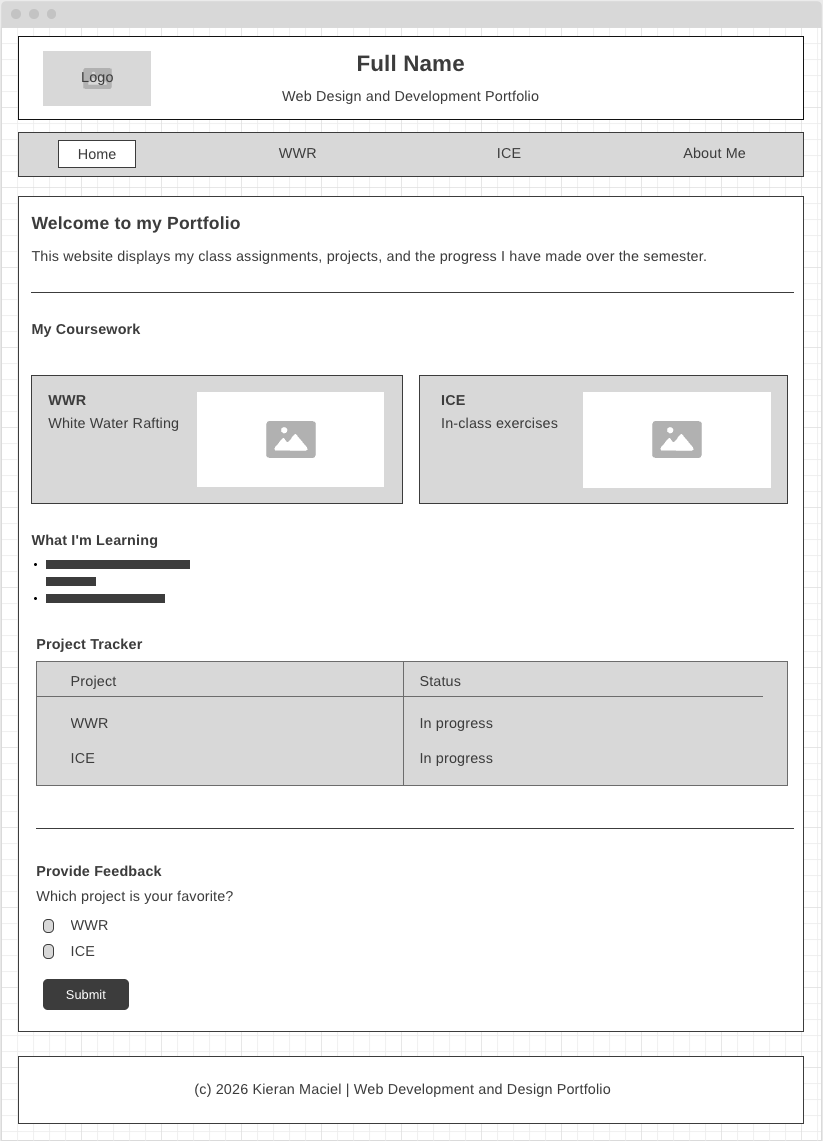 Logo
Full Name
Web Design and Development Portfolio
Home WWR ICE About Me
Welcome to my Portfolio
This website displays my class assignments, projects, and the progress I have made over the semester.
My Coursework
WWR
White Water Rafting
ICE
In-class exercises
What I'm Learning
Project Tracker
Project Status
WWR In progress
ICE In progress
Provide Feedback
Which project is your favorite?
WWR
ICE
Submit
(c) 2026 Kieran Maciel | Web Development and Design Portfolio